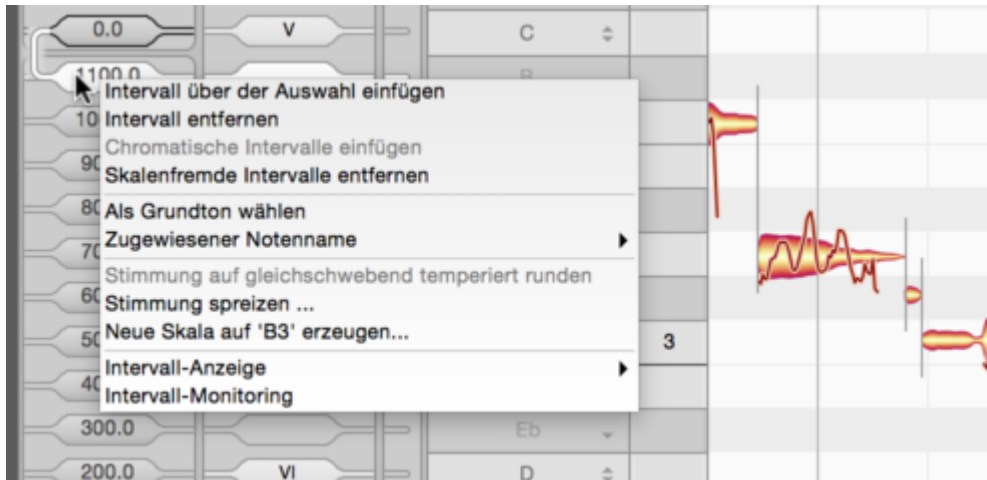 0.0 V C
1100.0 B
Intervall über der Auswahl einfügen
Intervall entfernen
Chromatische Intervalle einfügen
Skalenfremde Intervalle entfernen
Als Grundton wählen
Zugewiesener Notenname
Stimmung auf gleichschwebend temperiert runden
Stimmung spreizen ...
Neue Skala auf 'B3' erzeugen...
3
Intervall-Anzeige
Intervall-Monitoring
300.0 Eb
200.0 VI D